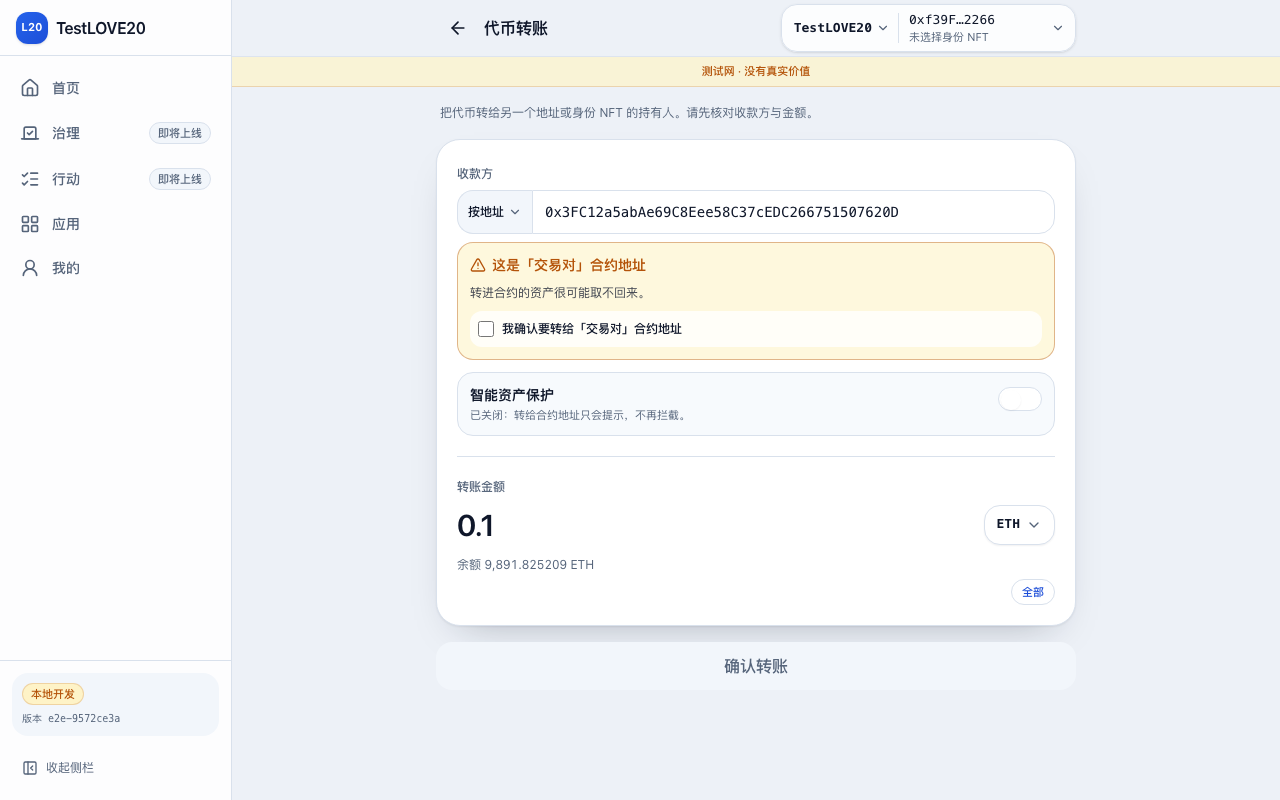 L20 TestLOVE20
首页
治理 即将上线
行动 即将上线
应用
我的
本地开发
版本 e2e-9572ce3a
收起侧栏
代币转账
TestLOVE20
0xf39F…2266
未选择身份 NFT
测试网 · 没有真实价值
把代币转给另一个地址或身份 NFT 的持有人。请先核对收款方与金额。
收款方
按地址 0x3FC12a5abAe69C8Eee58C37cEDC266751507620D
这是「交易对」合约地址
转进合约的资产很可能取不回来。
我确认要转给「交易对」合约地址
智能资产保护
已关闭：转给合约地址只会提示，不再拦截。
转账金额
0.1 ETH
余额 9,891.825209 ETH
全部
确认转账